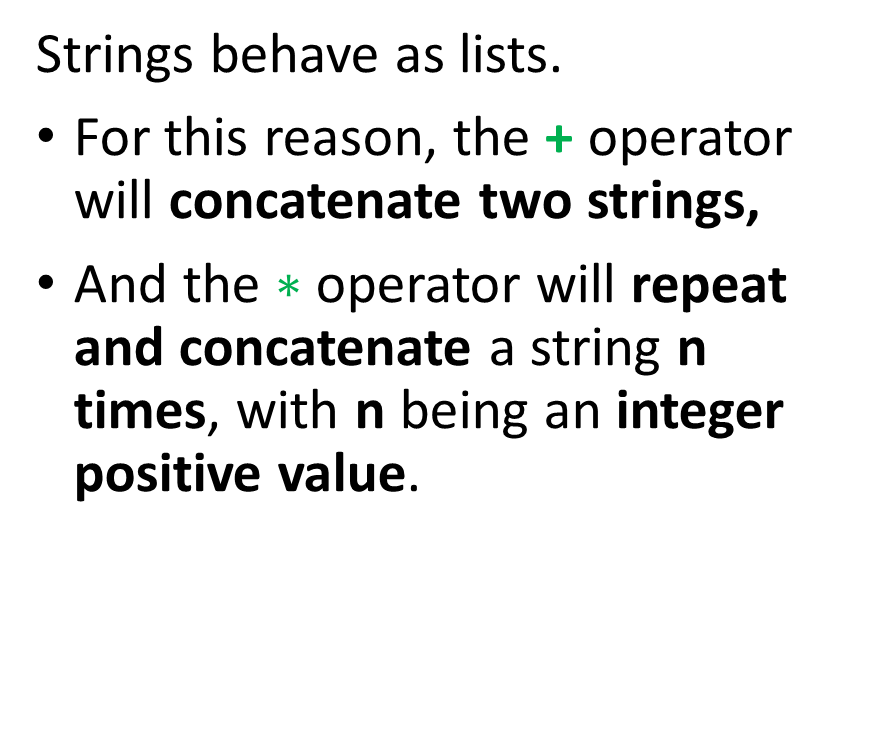 Strings behave as lists.
• For this reason, the + operator
will concatenate two strings,
• And the * operator will repeat
and concatenate a string n
times, with n being an integer
positive value.